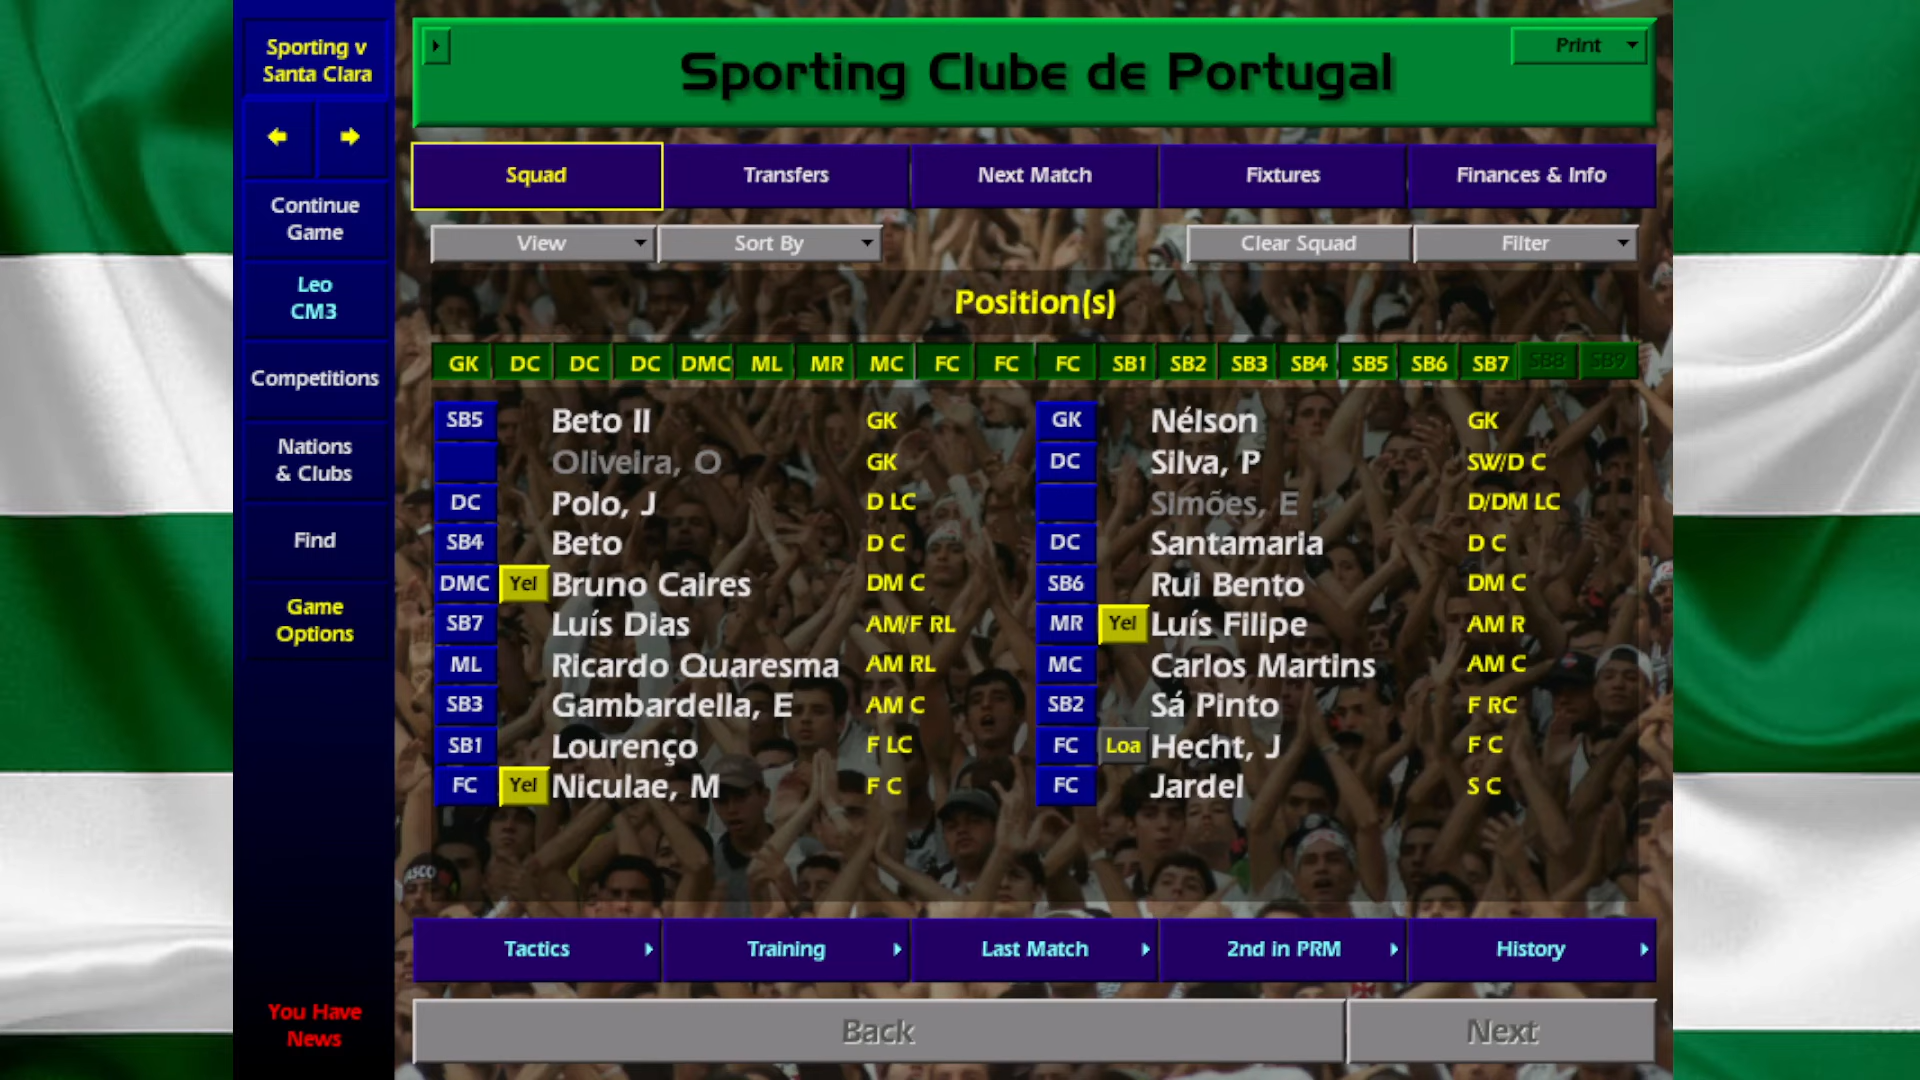 Sporting v
Santa Clara
Continue
Game
Leo
CM3
Competitions
Nations
& Clubs
Find
Game
Options
You Have
News
Sporting Clube de Portugal
Print
Squad Transfers Next Match Fixtures Finances & Info
View Sort By Clear Squad Filter
Position(s)
GK DC DC DC DMC ML MR MC FC FC FC SB1 SB2 SB3 SB4 SB5 SB6 SB7 SB8 SB9
SB5 Beto II GK GK Nélson GK
Oliveira, O GK DC Silva, P SW/D C
DC Polo, J D LC Simões, E D/DM LC
SB4 Beto D C DC Santamaria D C
DMC Yel Bruno Caires DM C SB6 Rui Bento DM C
SB7 Luís Dias AM/F RL MR Yel Luís Filipe AM R
ML Ricardo Quaresma AM RL MC Carlos Martins AM C
SB3 Gambardella, E AM C SB2 Sá Pinto F RC
SB1 Lourenço F LC FC Loa Hecht, J F C
FC Yel Niculae, M F C FC Jardel S C
Tactics Training Last Match 2nd in PRM History
Back Next